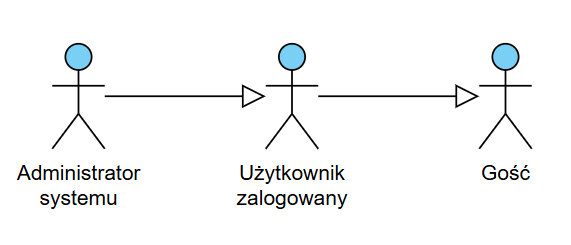 Administrator
systemu
Użytkownik
zalogowany
Gość